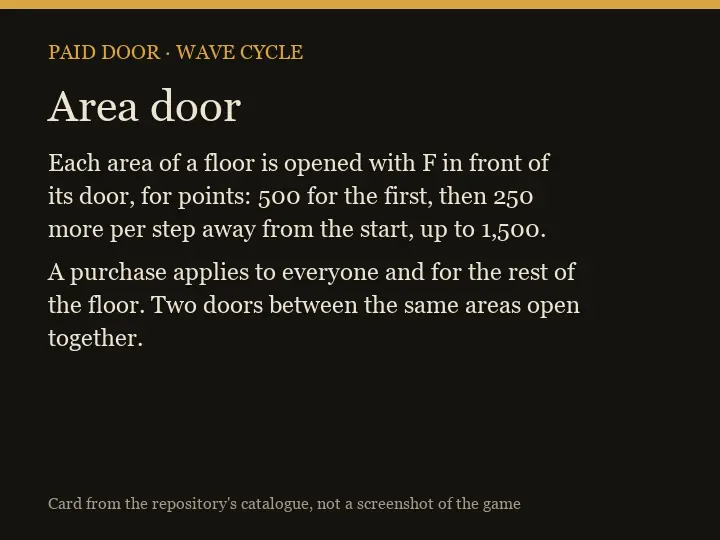 PAID DOOR · WAVE CYCLE
Area door
Each area of a floor is opened with F in front of
its door, for points: 500 for the first, then 250
more per step away from the start, up to 1,500.
A purchase applies to everyone and for the rest of
the floor. Two doors between the same areas open
together.
Card from the repository's catalogue, not a screenshot of the game